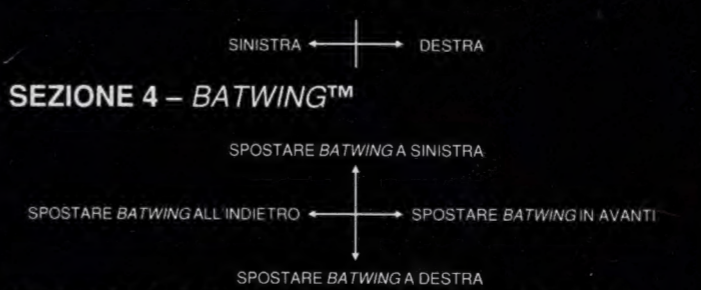 SINISTRA DESTRA
SEZIONE 4 – BATWING™
SPOSTARE BATWING A SINISTRA
SPOSTARE BATWING ALL'INDIETRO SPOSTARE BATWING IN AVANTI
SPOSTARE BATWING A DESTRA